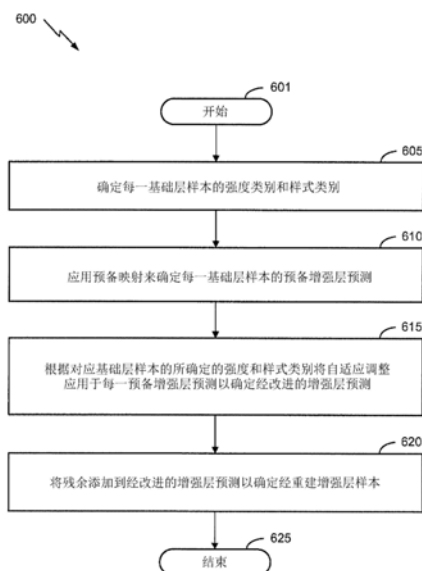 600
601
开始
605
确定每一基础层样本的强度类别和样式类别
610
应用预备映射来确定每一基础层样本的预备增强层预测
615
根据对应基础层样本的所确定的强度和样式类别将自适应调整
应用于每一预备增强层预测以确定经改进的增强层预测
620
将残余添加到经改进的增强层预测以确定经重建增强层样本
625
结束